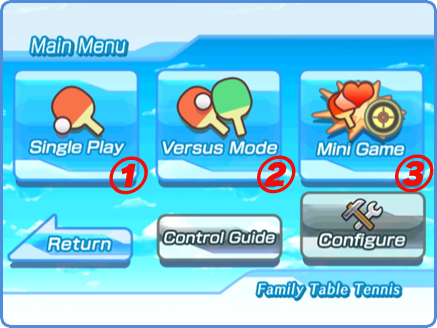 Main Menu
Single Play
Versus Mode
Mini Game
1
2
3
Return
Control Guide
Configure
Family Table Tennis